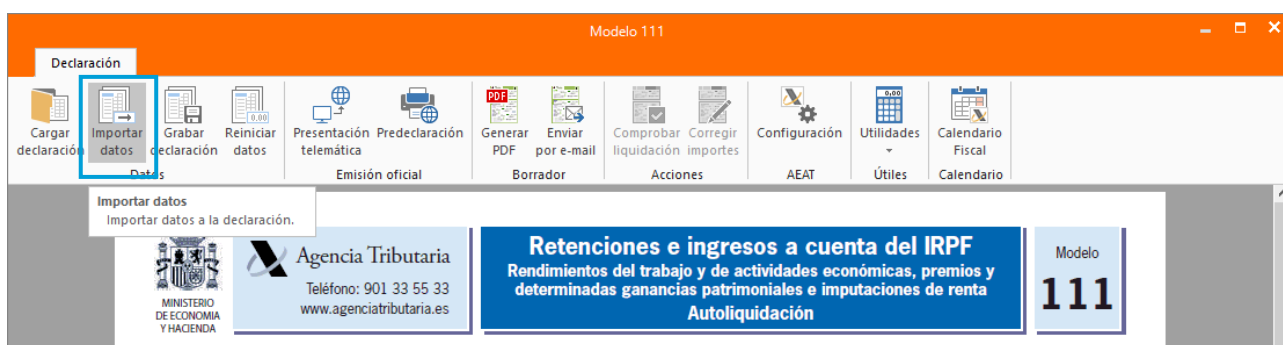 Modelo 111
Declaración
Cargar declaración
Importar datos
Grabar declaración
Reiniciar datos
Presentación telemática
Predeclaración
Generar PDF
Enviar por e-mail
Comprobar liquidación
Corregir importes
Configuración
Utilidades
Calendario Fiscal
Datos
Emisión oficial
Borrador
Acciones
AEAT
Útiles
Calendario
Importar datos
Importar datos a la declaración.
MINISTERIO
DE ECONOMIA
Y HACIENDA
Agencia Tributaria
Teléfono: 901 33 55 33
www.agenciatributaria.es
Retenciones e ingresos a cuenta del IRPF
Rendimientos del trabajo y de actividades económicas, premios y
determinadas ganancias patrimoniales e imputaciones de renta
Autoliquidación
Modelo
111